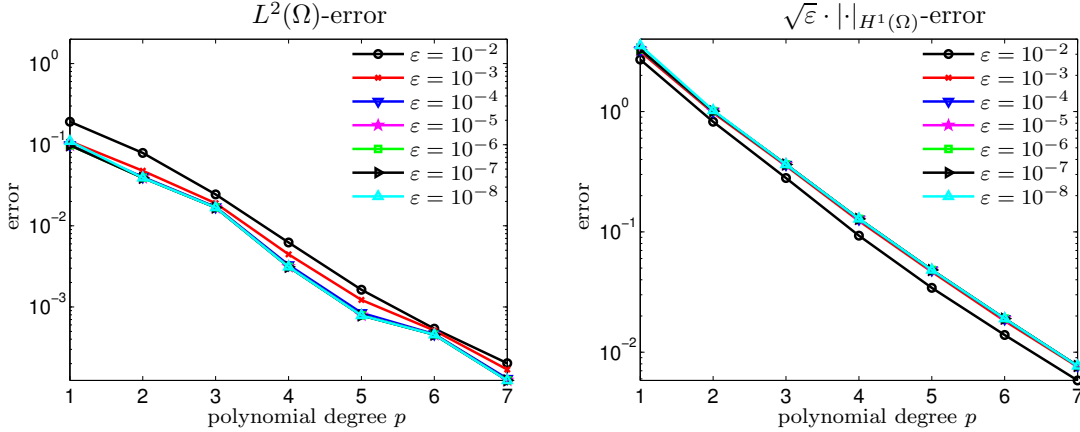 L²(Ω)-error
10⁰
10⁻¹
10⁻²
10⁻³
error
1 2 3 4 5 6 7
polynomial degree p
ε = 10⁻²
ε = 10⁻³
ε = 10⁻⁴
ε = 10⁻⁵
ε = 10⁻⁶
ε = 10⁻⁷
ε = 10⁻⁸
√ε · |·|_{H¹(Ω)}-error
10⁰
10⁻¹
10⁻²
error
1 2 3 4 5 6 7
polynomial degree p
ε = 10⁻²
ε = 10⁻³
ε = 10⁻⁴
ε = 10⁻⁵
ε = 10⁻⁶
ε = 10⁻⁷
ε = 10⁻⁸